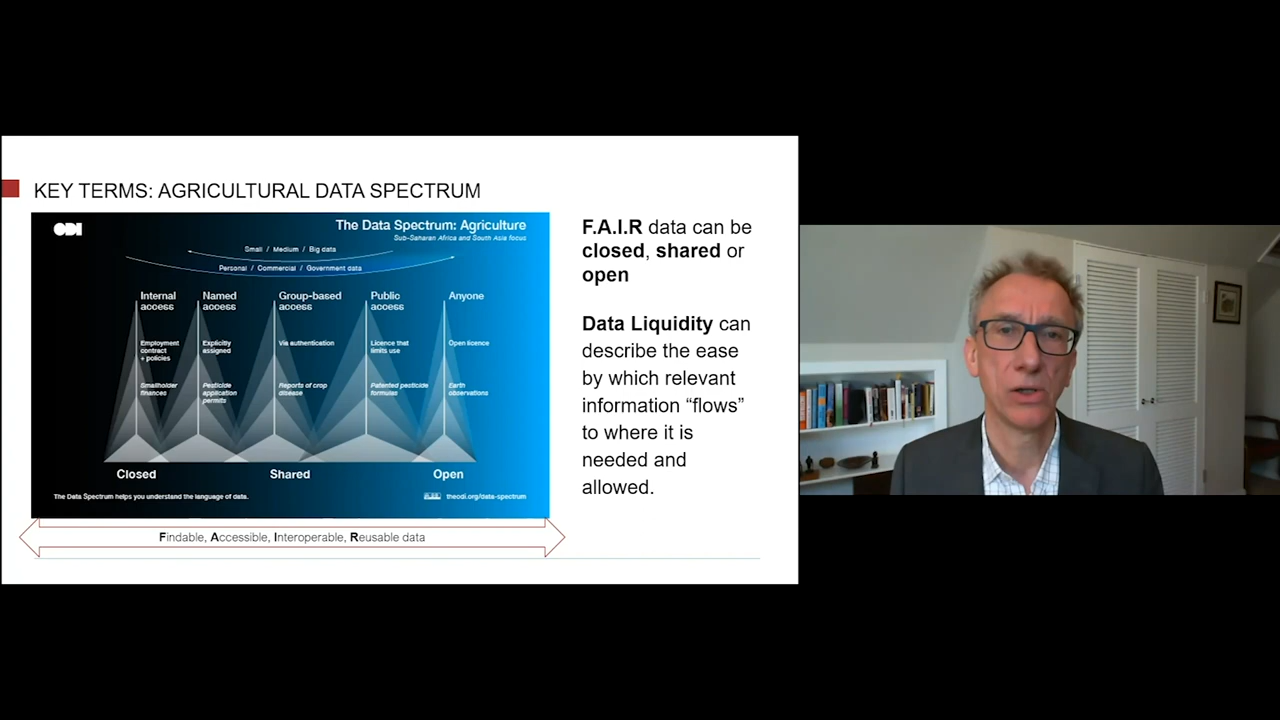 KEY TERMS: AGRICULTURAL DATA SPECTRUM
ODI
The Data Spectrum: Agriculture
Sub-Saharan Africa and South Asia focus
Small / Medium / Big data
Personal / Commercial / Government data
Internal
access
Named
access
Group-based
access
Public
access
Anyone
Employment
contract
+ policies
Explicitly
assigned
Via authentication
Licence that
limits use
Open licence
Smallholder
finances
Pesticide
application
permits
Reports of crop
disease
Patented pesticide
formulas
Earth
observations
Closed
Shared
Open
The Data Spectrum helps you understand the language of data.
theodi.org/data-spectrum
Findable, Accessible, Interoperable, Reusable data
F.A.I.R data can be
closed, shared or
open
Data Liquidity can
describe the ease
by which relevant
information “flows”
to where it is
needed and
allowed.